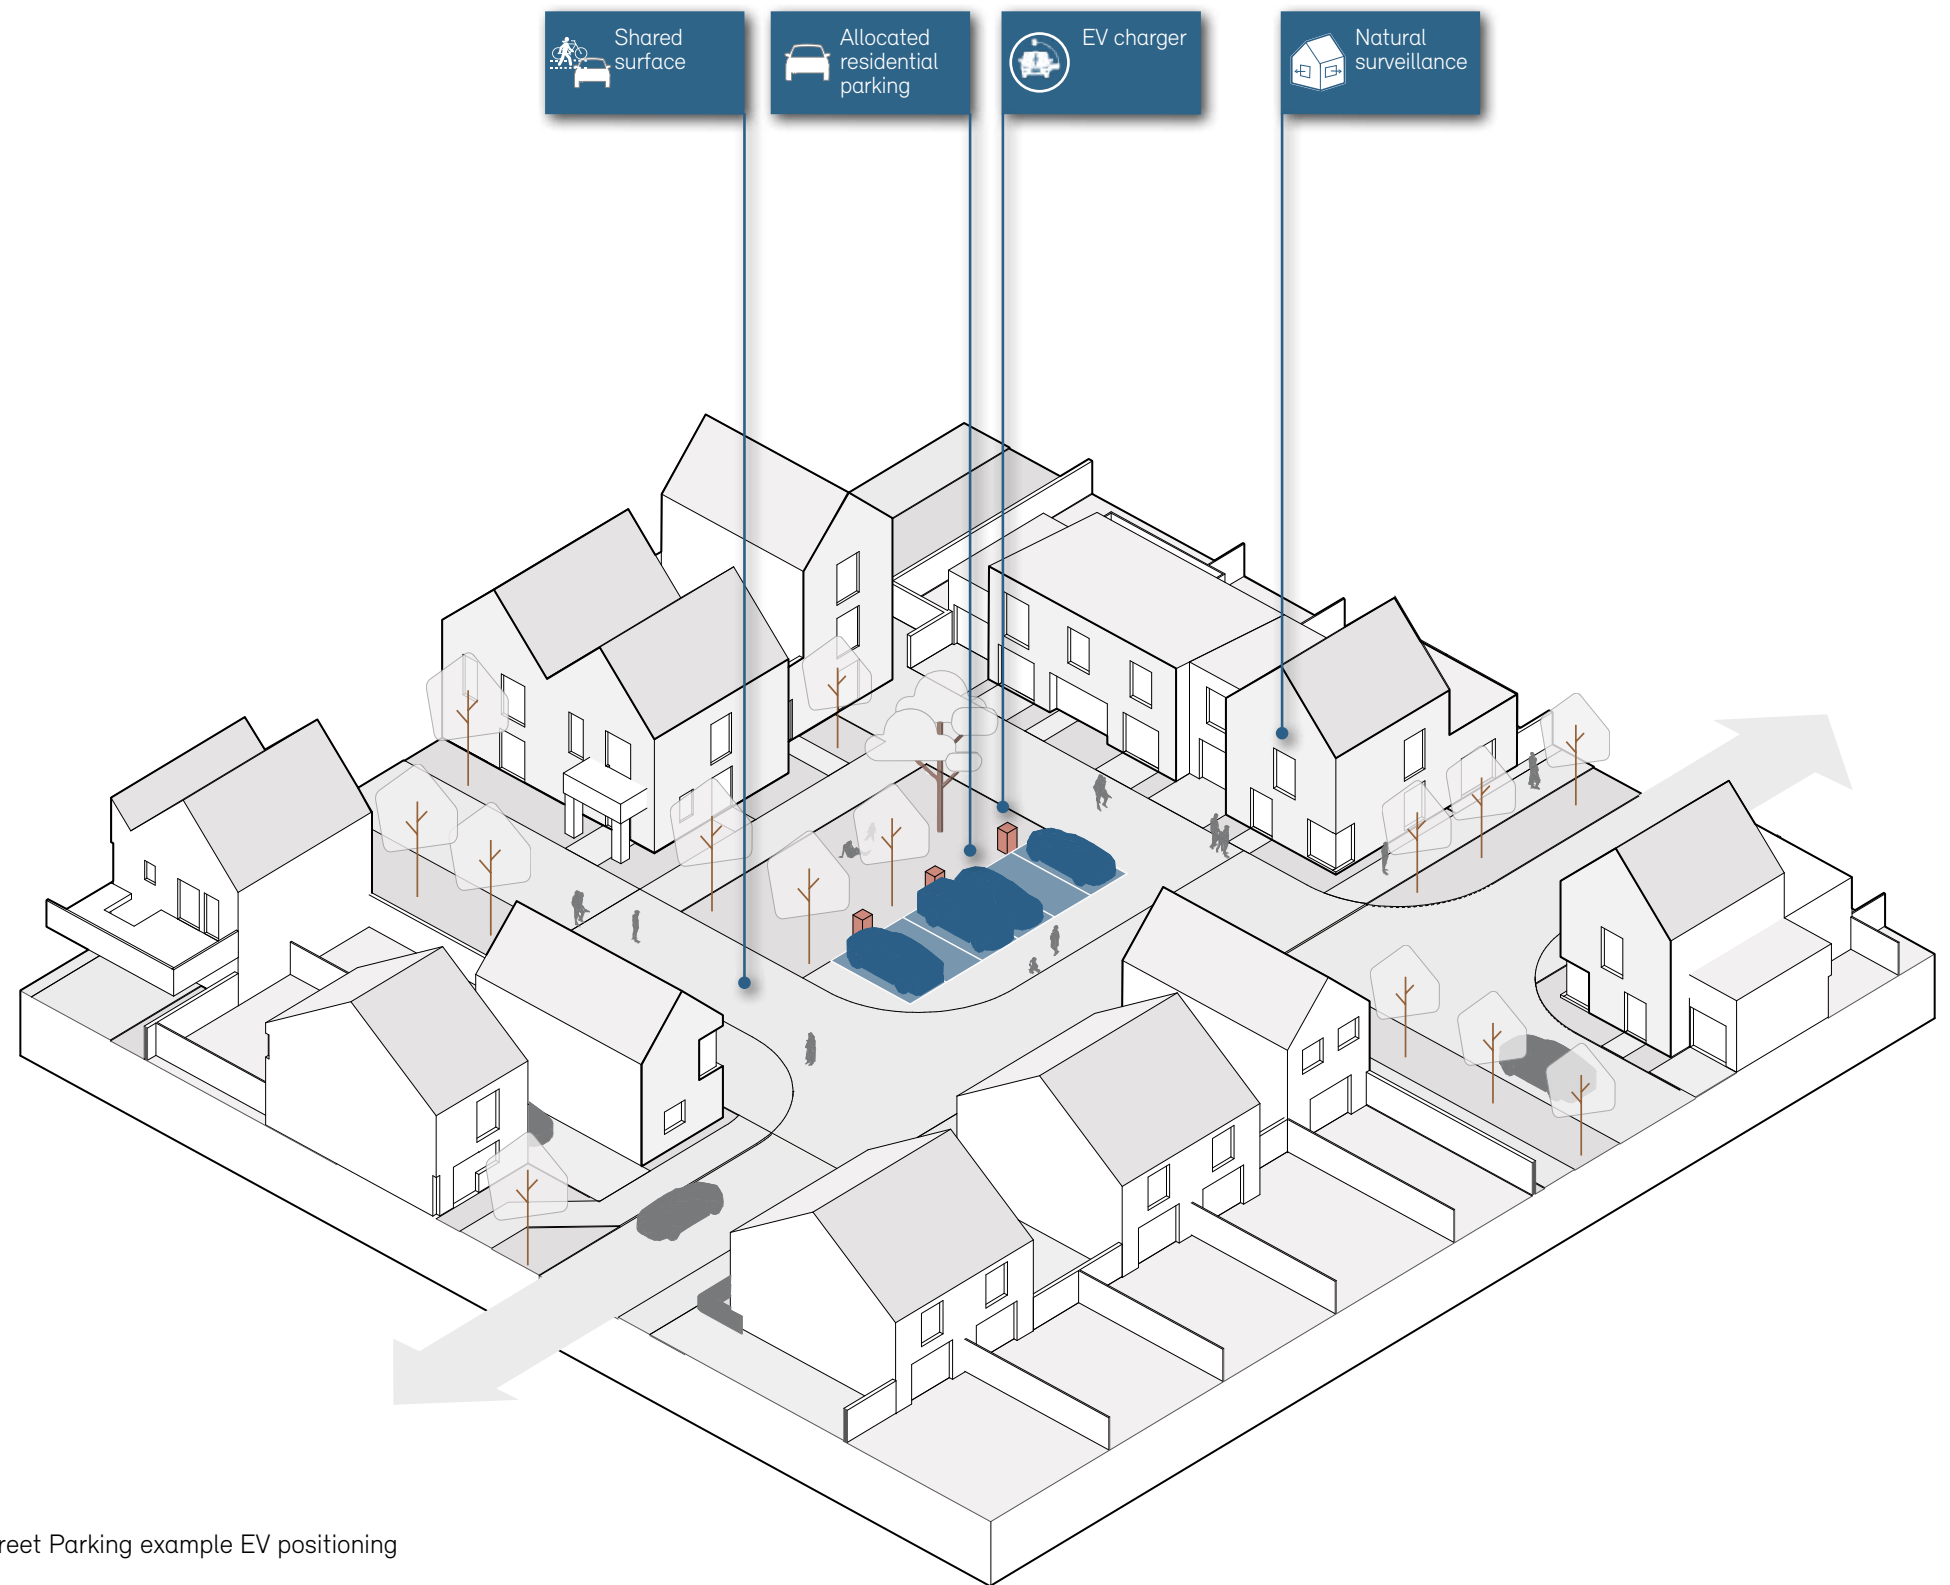 Shared
surface
Allocated
residential
parking
EV charger
Natural
surveillance
reet Parking example EV positioning